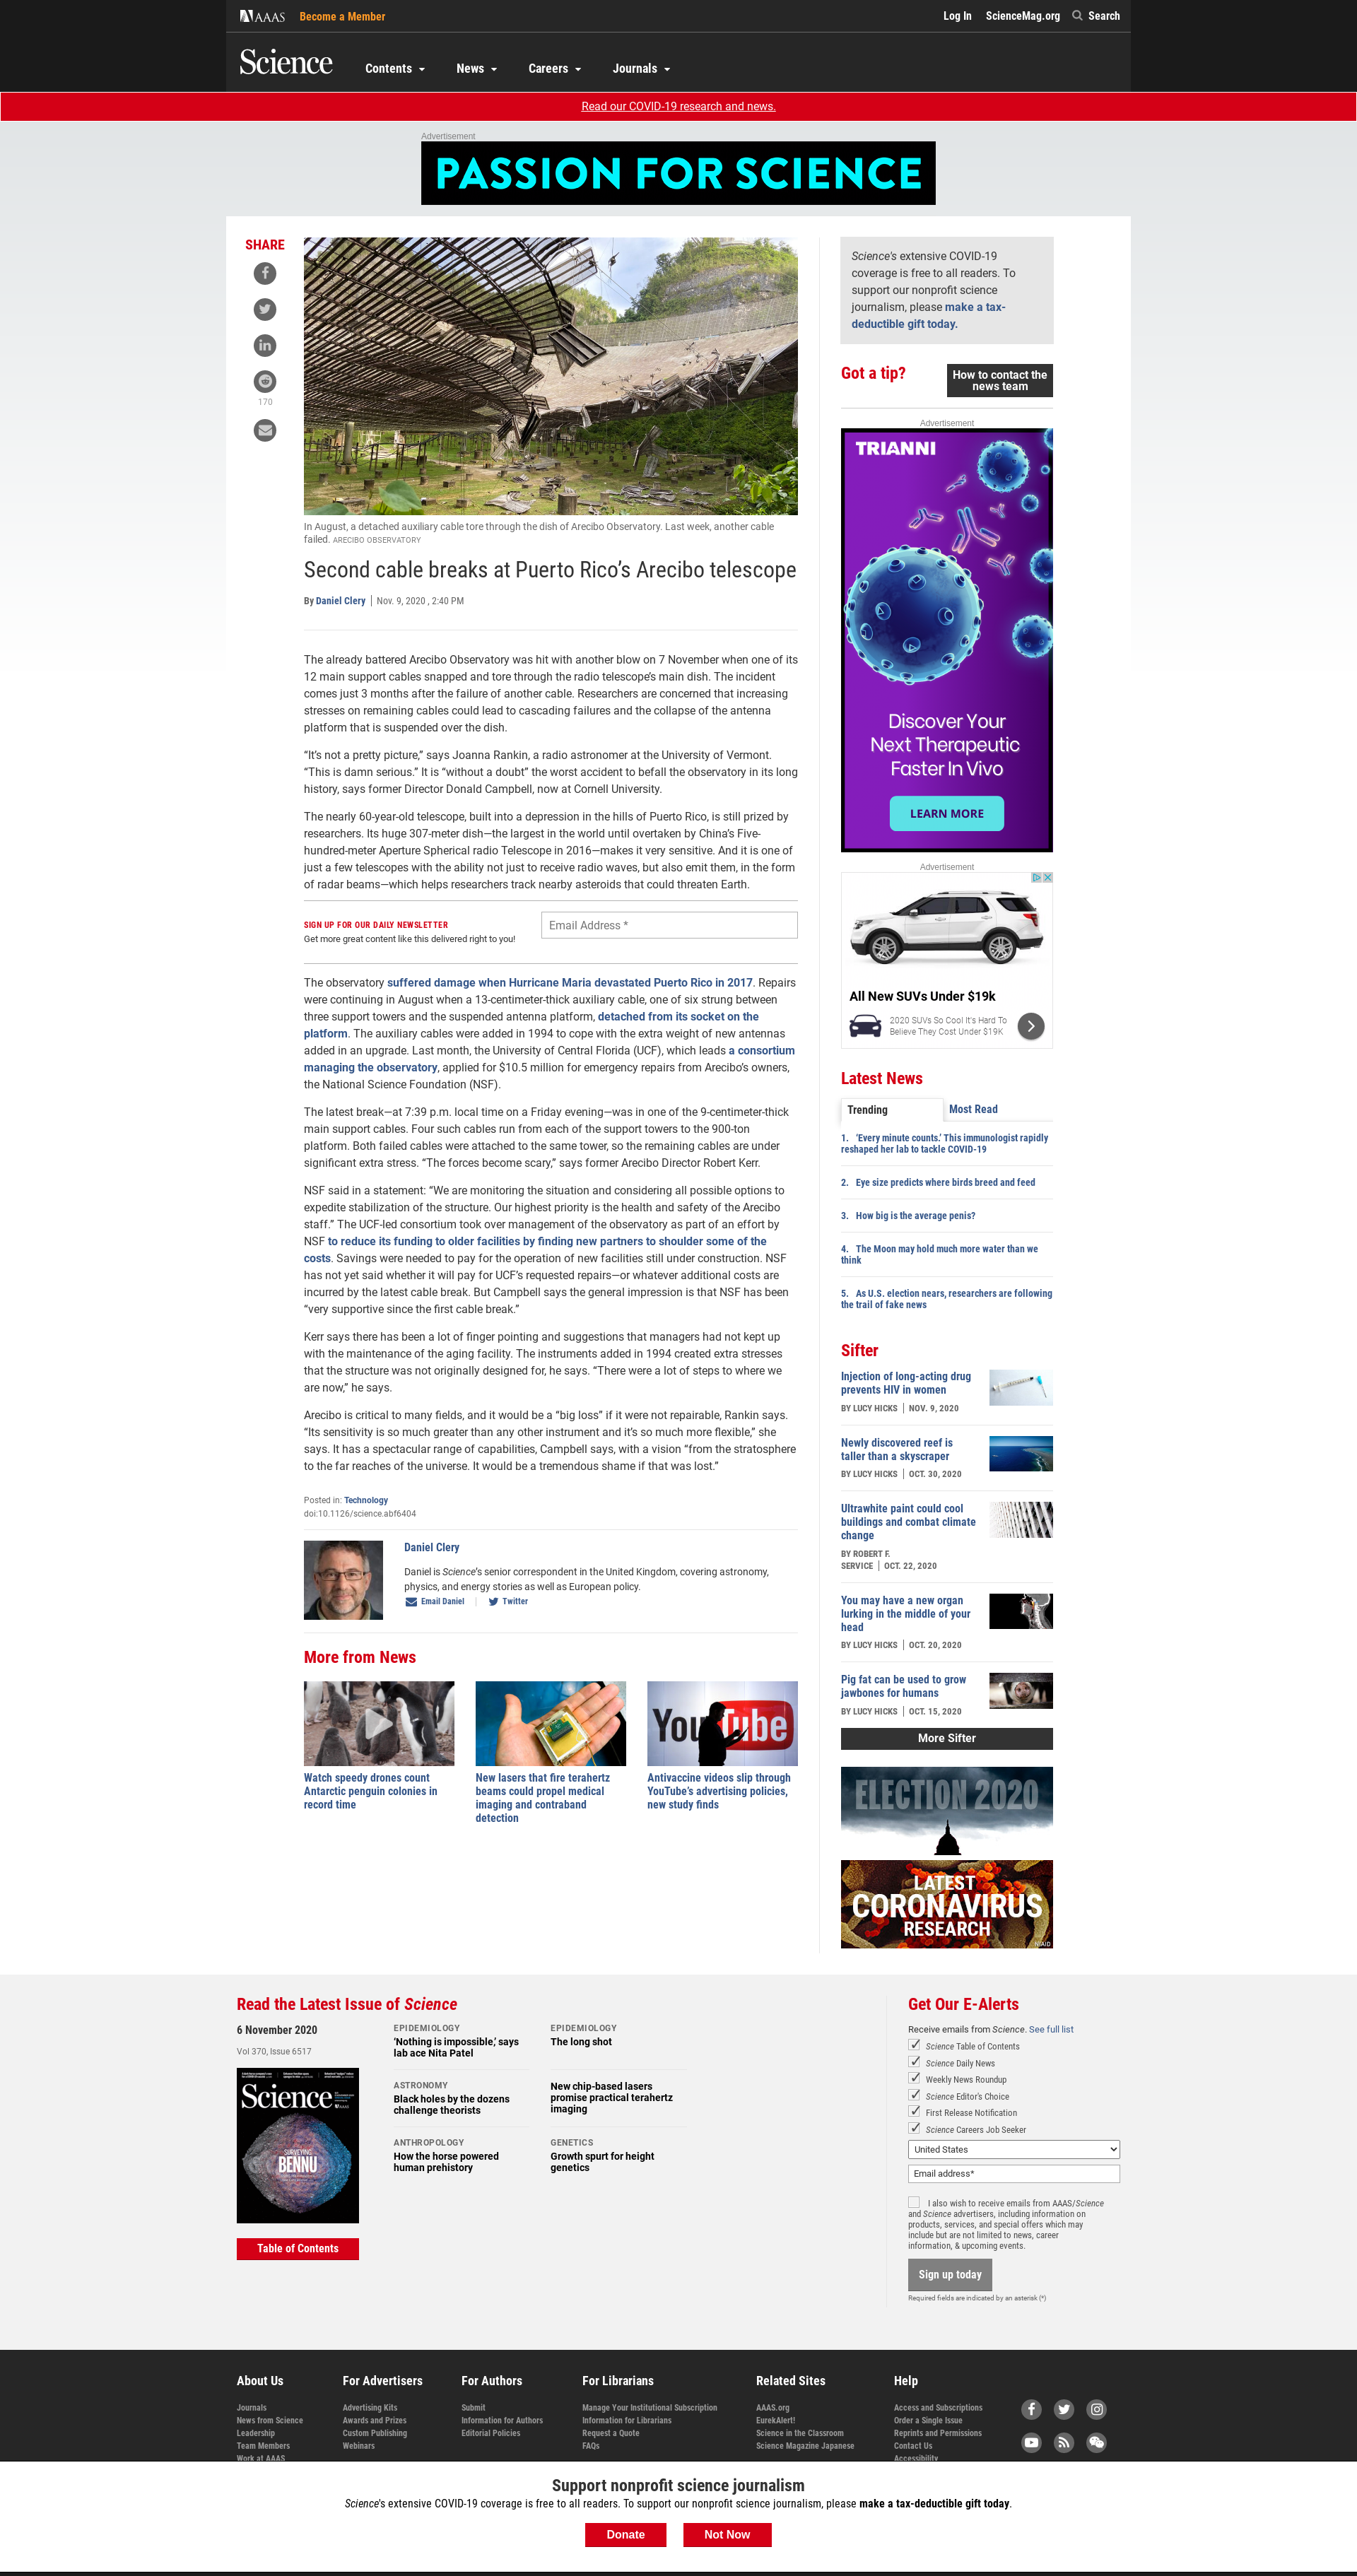 AAAS
Become a Member
Log In
ScienceMag.org
Search
Science
Contents
News
Careers
Journals
Read our COVID-19 research and news.
Advertisement
PASSION FOR SCIENCE
SHARE
170
In August, a detached auxiliary cable tore through the dish of Arecibo Observatory. Last week, another cable
failed. ARECIBO OBSERVATORY
Second cable breaks at Puerto Rico’s Arecibo telescope
By Daniel Clery | Nov. 9, 2020 , 2:40 PM
The already battered Arecibo Observatory was hit with another blow on 7 November when one of its
12 main support cables snapped and tore through the radio telescope’s main dish. The incident
comes just 3 months after the failure of another cable. Researchers are concerned that increasing
stresses on remaining cables could lead to cascading failures and the collapse of the antenna
platform that is suspended over the dish.
“It’s not a pretty picture,” says Joanna Rankin, a radio astronomer at the University of Vermont.
“This is damn serious.” It is “without a doubt” the worst accident to befall the observatory in its long
history, says former Director Donald Campbell, now at Cornell University.
The nearly 60-year-old telescope, built into a depression in the hills of Puerto Rico, is still prized by
researchers. Its huge 307-meter dish—the largest in the world until overtaken by China’s Five-
hundred-meter Aperture Spherical radio Telescope in 2016—makes it very sensitive. And it is one of
just a few telescopes with the ability not just to receive radio waves, but also emit them, in the form
of radar beams—which helps researchers track nearby asteroids that could threaten Earth.
SIGN UP FOR OUR DAILY NEWSLETTER
Get more great content like this delivered right to you!
Email Address *
The observatory suffered damage when Hurricane Maria devastated Puerto Rico in 2017. Repairs
were continuing in August when a 13-centimeter-thick auxiliary cable, one of six strung between
three support towers and the suspended antenna platform, detached from its socket on the
platform. The auxiliary cables were added in 1994 to cope with the extra weight of new antennas
added in an upgrade. Last month, the University of Central Florida (UCF), which leads a consortium
managing the observatory, applied for $10.5 million for emergency repairs from Arecibo’s owners,
the National Science Foundation (NSF).
The latest break—at 7:39 p.m. local time on a Friday evening—was in one of the 9-centimeter-thick
main support cables. Four such cables run from each of the support towers to the 900-ton
platform. Both failed cables were attached to the same tower, so the remaining cables are under
significant extra stress. “The forces become scary,” says former Arecibo Director Robert Kerr.
NSF said in a statement: “We are monitoring the situation and considering all possible options to
expedite stabilization of the structure. Our highest priority is the health and safety of the Arecibo
staff.” The UCF-led consortium took over management of the observatory as part of an effort by
NSF to reduce its funding to older facilities by finding new partners to shoulder some of the
costs. Savings were needed to pay for the operation of new facilities still under construction. NSF
has not yet said whether it will pay for UCF’s requested repairs—or whatever additional costs are
incurred by the latest cable break. But Campbell says the general impression is that NSF has been
“very supportive since the first cable break.”
Kerr says there has been a lot of finger pointing and suggestions that managers had not kept up
with the maintenance of the aging facility. The instruments added in 1994 created extra stresses
that the structure was not originally designed for, he says. “There were a lot of steps to where we
are now,” he says.
Arecibo is critical to many fields, and it would be a “big loss” if it were not repairable, Rankin says.
“Its sensitivity is so much greater than any other instrument and it’s so much more flexible,” she
says. It has a spectacular range of capabilities, Campbell says, with a vision “from the stratosphere
to the far reaches of the universe. It would be a tremendous shame if that was lost.”
Posted in: Technology
doi:10.1126/science.abf6404
Daniel Clery
Daniel is Science’s senior correspondent in the United Kingdom, covering astronomy,
physics, and energy stories as well as European policy.
Email Daniel
Twitter
More from News
YouTube
Watch speedy drones count
Antarctic penguin colonies in
record time
New lasers that fire terahertz
beams could propel medical
imaging and contraband
detection
Antivaccine videos slip through
YouTube’s advertising policies,
new study finds
Science's extensive COVID-19
coverage is free to all readers. To
support our nonprofit science
journalism, please make a tax-
deductible gift today.
Got a tip?
How to contact the
news team
Advertisement
TRIANNI
Discover Your
Next Therapeutic
Faster In Vivo
LEARN MORE
Advertisement
All New SUVs Under $19k
2020 SUVs So Cool It's Hard To
Believe They Cost Under $19K
Latest News
Trending
Most Read
1. ‘Every minute counts.’ This immunologist rapidly
reshaped her lab to tackle COVID-19
2. Eye size predicts where birds breed and feed
3. How big is the average penis?
4. The Moon may hold much more water than we
think
5. As U.S. election nears, researchers are following
the trail of fake news
Sifter
Injection of long-acting drug
prevents HIV in women
BY LUCY HICKS | NOV. 9, 2020
Newly discovered reef is
taller than a skyscraper
BY LUCY HICKS | OCT. 30, 2020
Ultrawhite paint could cool
buildings and combat climate
change
BY ROBERT F.
SERVICE | OCT. 22, 2020
You may have a new organ
lurking in the middle of your
head
BY LUCY HICKS | OCT. 20, 2020
Pig fat can be used to grow
jawbones for humans
BY LUCY HICKS | OCT. 15, 2020
More Sifter
ELECTION 2020
LATEST
CORONAVIRUS
RESEARCH
NIAID
Read the Latest Issue of Science
6 November 2020
Vol 370, Issue 6517
Science
AAAS
SURVEYING
BENNU
Table of Contents
EPIDEMIOLOGY
‘Nothing is impossible,’ says
lab ace Nita Patel
ASTRONOMY
Black holes by the dozens
challenge theorists
ANTHROPOLOGY
How the horse powered
human prehistory
EPIDEMIOLOGY
The long shot
New chip-based lasers
promise practical terahertz
imaging
GENETICS
Growth spurt for height
genetics
Get Our E-Alerts
Receive emails from Science. See full list
Science Table of Contents
Science Daily News
Weekly News Roundup
Science Editor's Choice
First Release Notification
Science Careers Job Seeker
United States
Email address*
I also wish to receive emails from AAAS/Science
and Science advertisers, including information on
products, services, and special offers which may
include but are not limited to news, career
information, & upcoming events.
Sign up today
Required fields are indicated by an asterisk (*)
About Us
Journals
News from Science
Leadership
Team Members
Work at AAAS
For Advertisers
Advertising Kits
Awards and Prizes
Custom Publishing
Webinars
For Authors
Submit
Information for Authors
Editorial Policies
For Librarians
Manage Your Institutional Subscription
Information for Librarians
Request a Quote
FAQs
Related Sites
AAAS.org
EurekAlert!
Science in the Classroom
Science Magazine Japanese
Help
Access and Subscriptions
Order a Single Issue
Reprints and Permissions
Contact Us
Accessibility
Support nonprofit science journalism
Science's extensive COVID-19 coverage is free to all readers. To support our nonprofit science journalism, please make a tax-deductible gift today.
Donate
Not Now